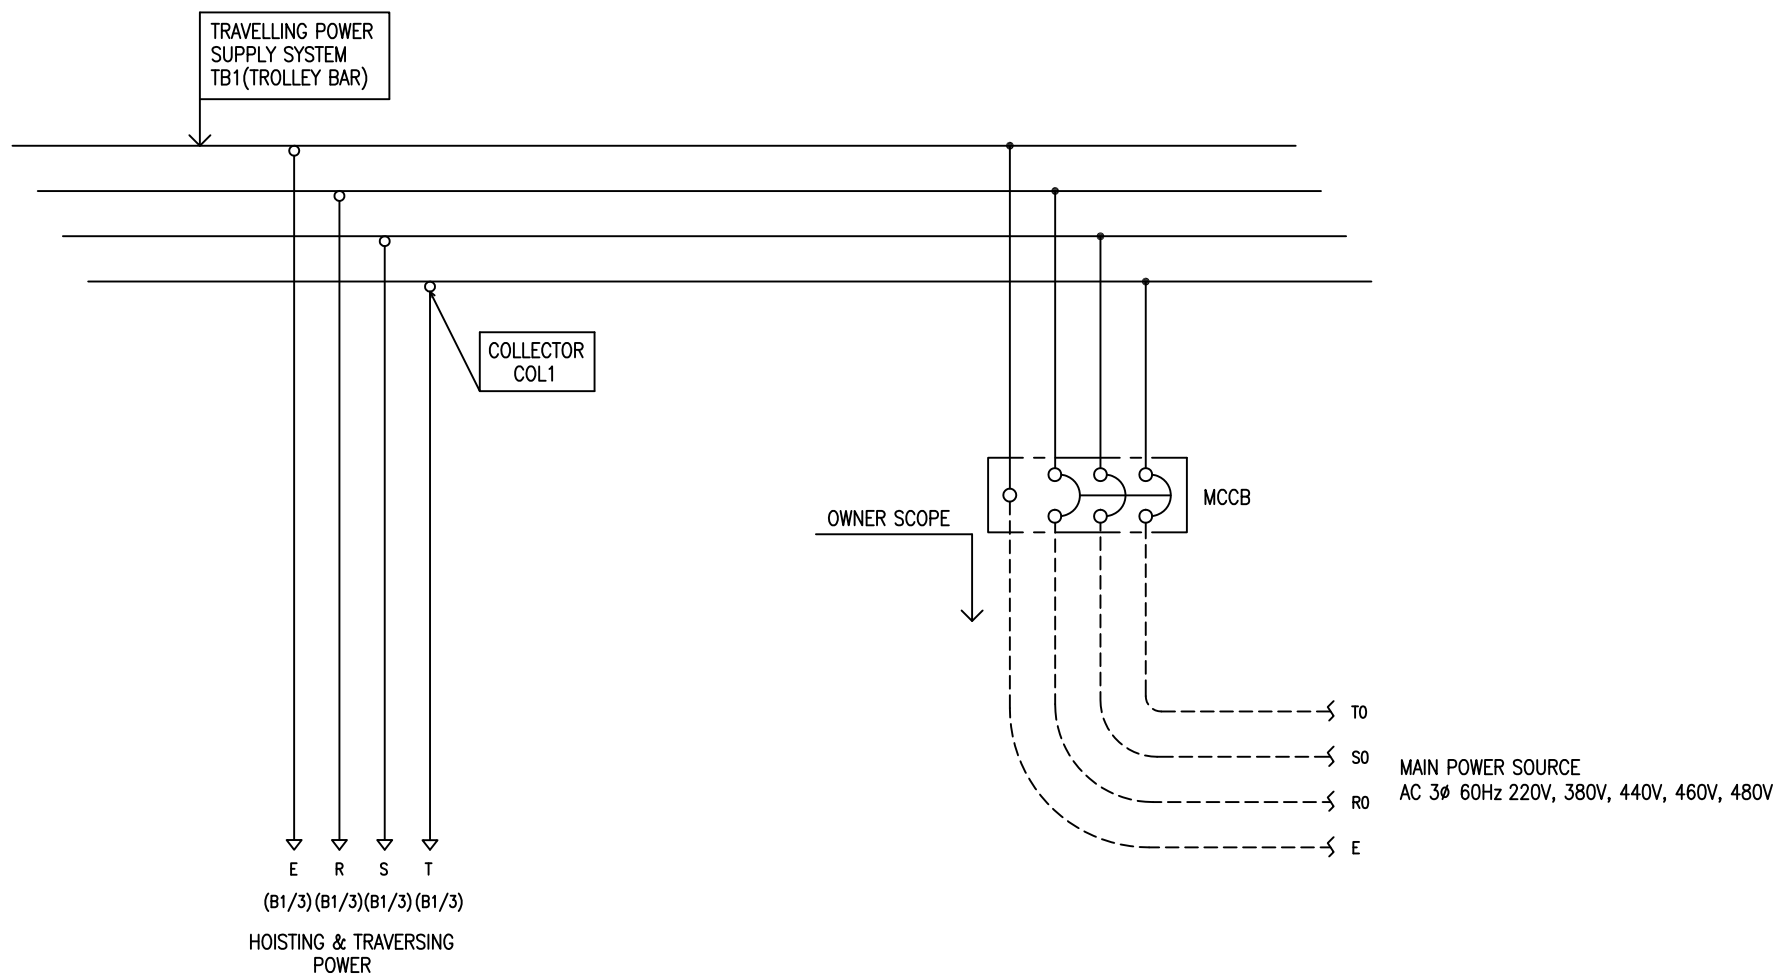 TRAVELLING POWER
SUPPLY SYSTEM
TB1(TROLLEY BAR)
COLLECTOR
COL1
MCCB
OWNER SCOPE
T0
S0
MAIN POWER SOURCE
AC 3ø 60Hz 220V, 380V, 440V, 460V, 480V
R0
E
E R S T
(B1/3) (B1/3) (B1/3) (B1/3)
HOISTING & TRAVERSING
POWER